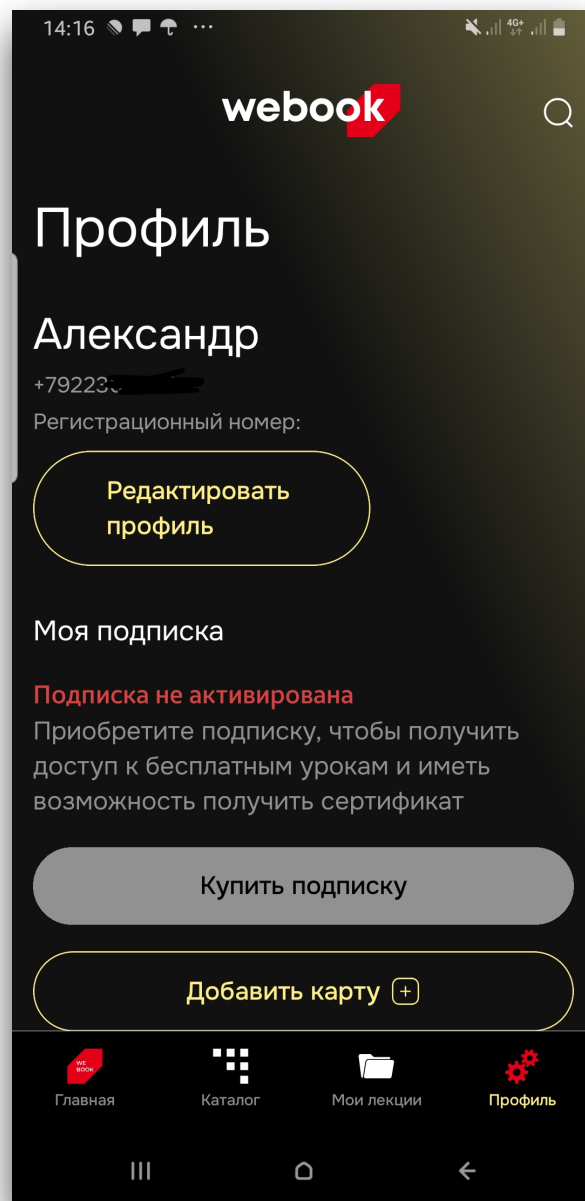 14:16
4G+
webook
Профиль
Александр
+79223
Регистрационный номер:
Редактировать
профиль
Моя подписка
Подписка не активирована
Приобретите подписку, чтобы получить
доступ к бесплатным урокам и иметь
возможность получить сертификат
Купить подписку
Добавить карту
WE
BOOK
Главная
Каталог
Мои лекции
Профиль